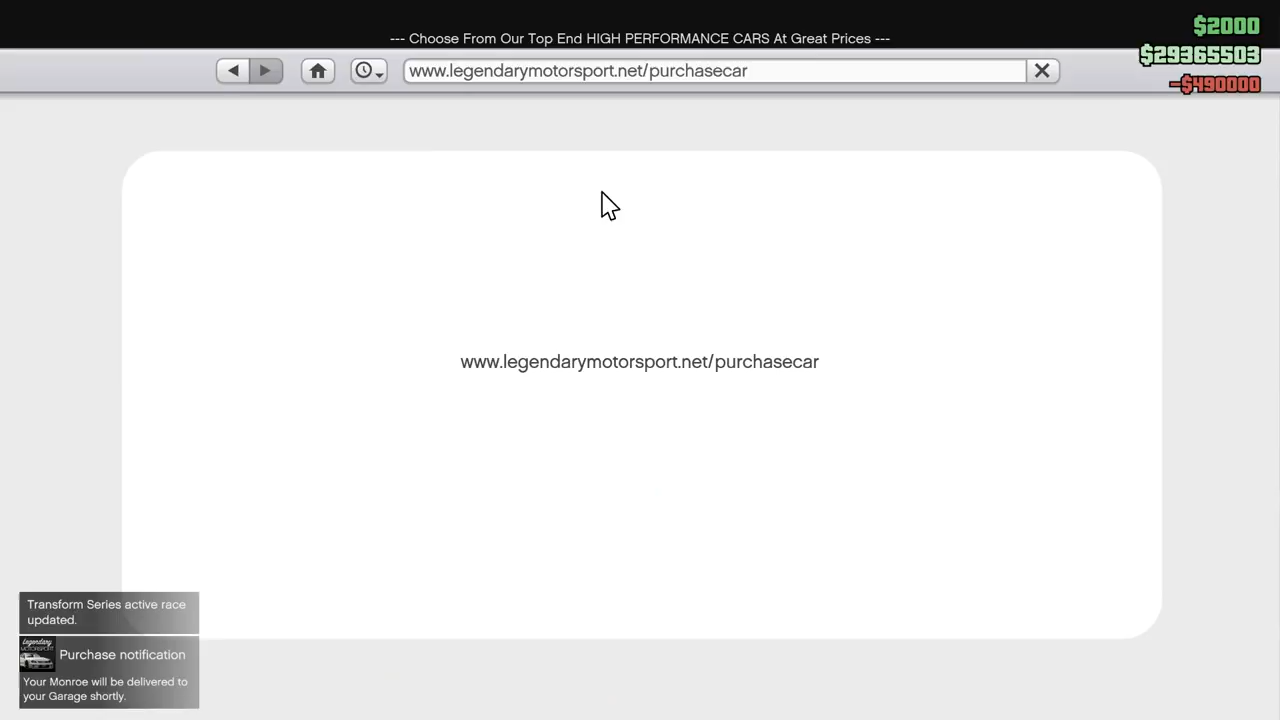 --- Choose From Our Top End HIGH PERFORMANCE CARS At Great Prices ---
$2000
$29365503
-$490000
www.legendarymotorsport.net/purchasecar
www.legendarymotorsport.net/purchasecar
Transform Series active race
updated.
Legendary
MOTORSPORT
Purchase notification
Your Monroe will be delivered to
your Garage shortly.